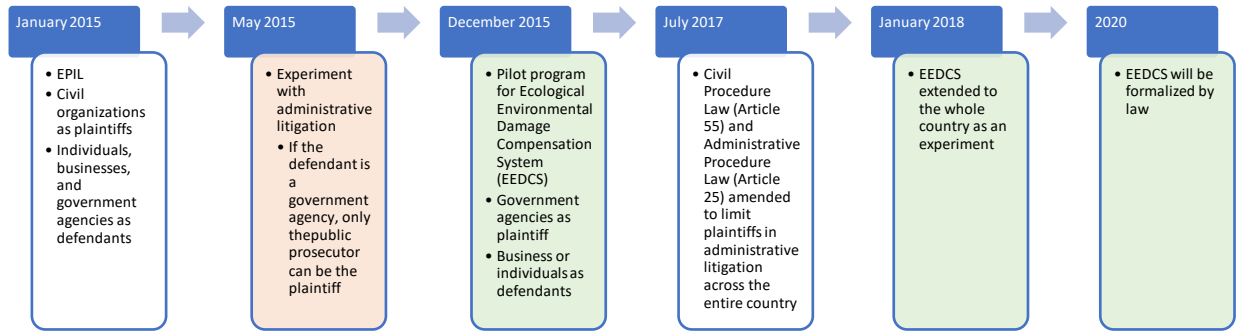 January 2015
• EPIL
• Civil
organizations
as plaintiffs
• Individuals,
businesses,
and
government
agencies as
defendants
May 2015
• Experiment
with
administrative
litigation
• If the
defendant is
a
government
agency, only
thepublic
prosecutor
can be the
plaintiff
December 2015
• Pilot program
for Ecological
Environmental
Damage
Compensation
System
(EEDCS)
• Government
agencies as
plaintiff
• Business or
individuals as
defendants
July 2017
• Civil
Procedure
Law (Article
55) and
Administrative
Procedure
Law (Article
25) amended
to limit
plaintiffs in
administrative
litigation
across the
entire country
January 2018
• EEDCS
extended to
the whole
country as an
experiment
2020
• EEDCS will be
formalized by
law